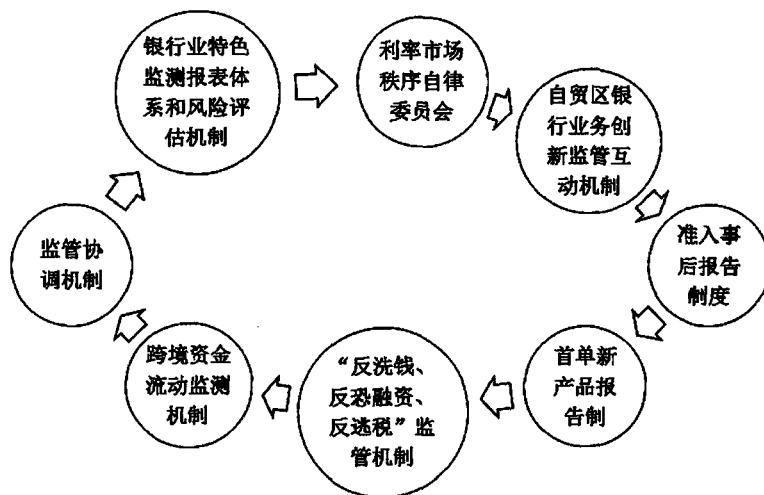 银行业特色
监测报表体
系和风险评
估机制
利率市场
秩序自律
委员会
自贸区银
行业务创
新监管互
动机制
准入事
后报告
制度
首单新
产品报
告制
“反洗钱、
反恐融资、
反逃税”监
管机制
跨境资金
流动监测
机制
监管协
调机制